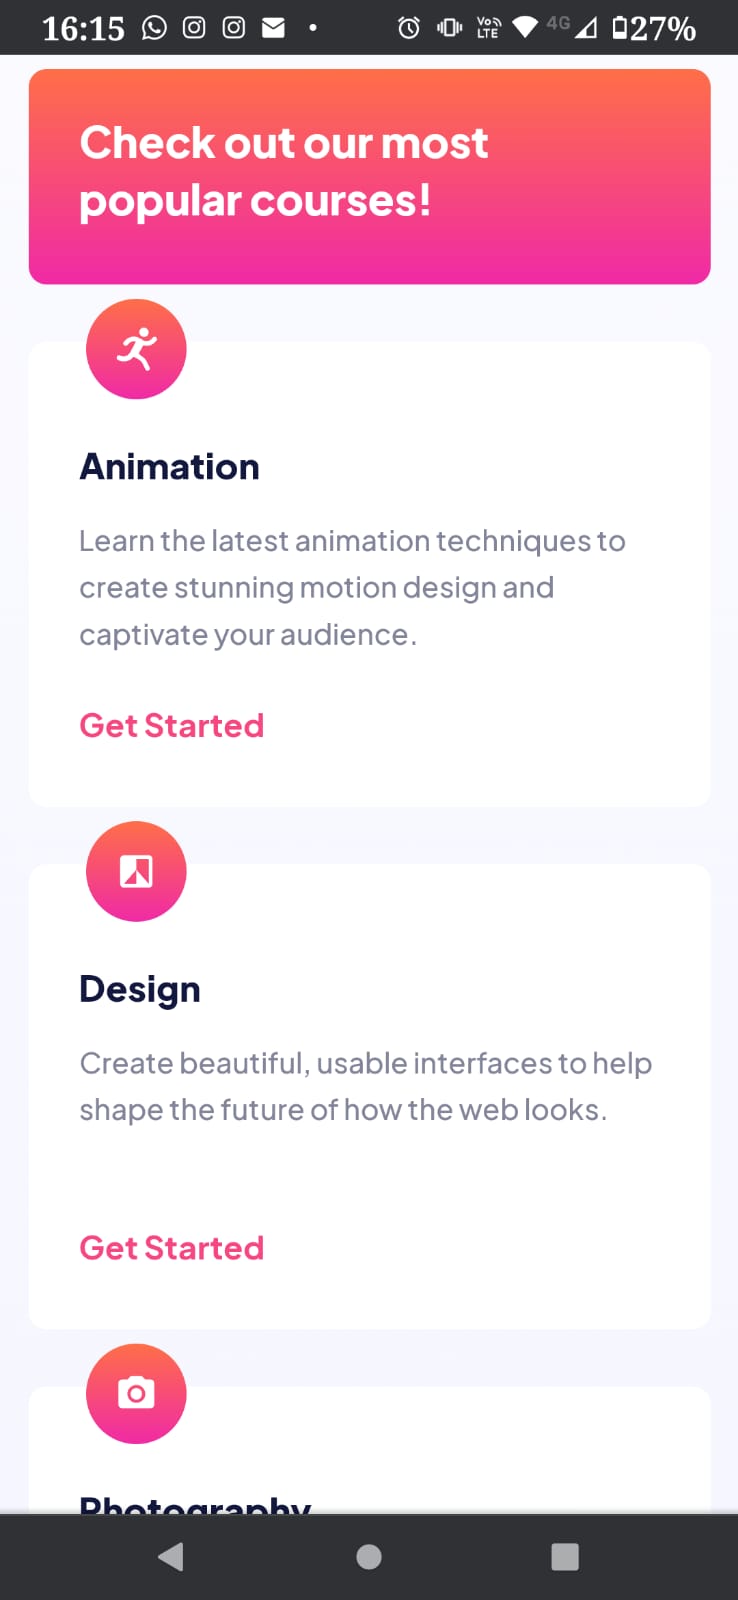 16:15 VoLTE 4G 27%
Check out our most
popular courses!
Animation
Learn the latest animation techniques to
create stunning motion design and
captivate your audience.
Get Started
Design
Create beautiful, usable interfaces to help
shape the future of how the web looks.
Get Started
Photography